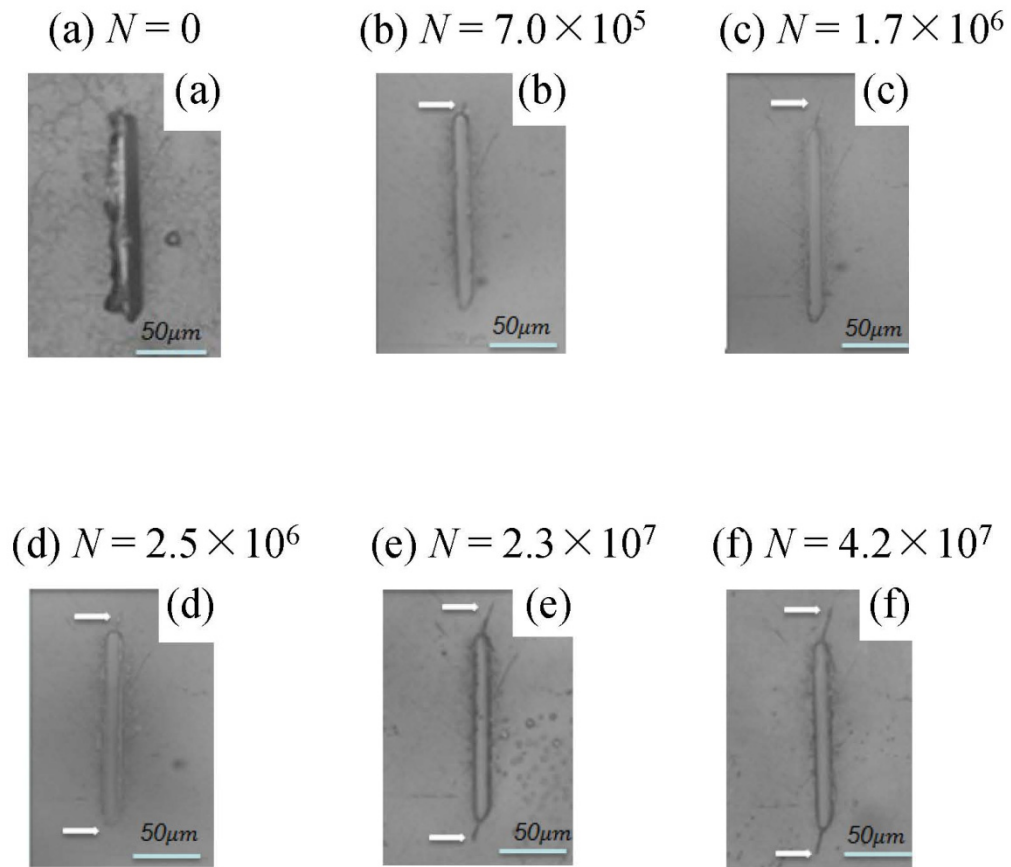 (a) N = 0
(b) N = 7.0 × 10⁵
(c) N = 1.7 × 10⁶
(a)
(b)
(c)
50μm
50μm
50μm
(d) N = 2.5 × 10⁶
(e) N = 2.3 × 10⁷
(f) N = 4.2 × 10⁷
(d)
(e)
(f)
50μm
50μm
50μm